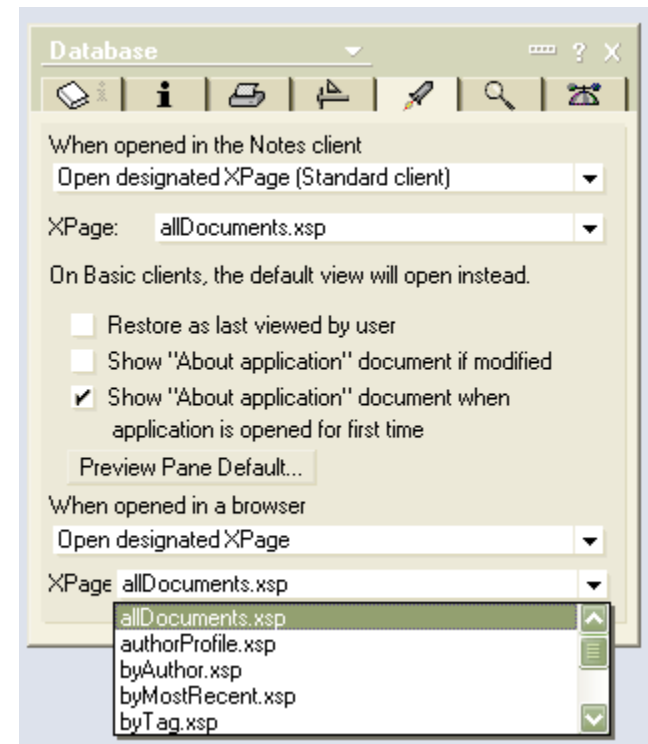 Database
? X
i
When opened in the Notes client
Open designated XPage (Standard client)
XPage: allDocuments.xsp
On Basic clients, the default view will open instead.
Restore as last viewed by user
Show "About application" document if modified
Show "About application" document when
application is opened for first time
Preview Pane Default...
When opened in a browser
Open designated XPage
XPage allDocuments.xsp
allDocuments.xsp
authorProfile.xsp
byAuthor.xsp
byMostRecent.xsp
byTag.xsp